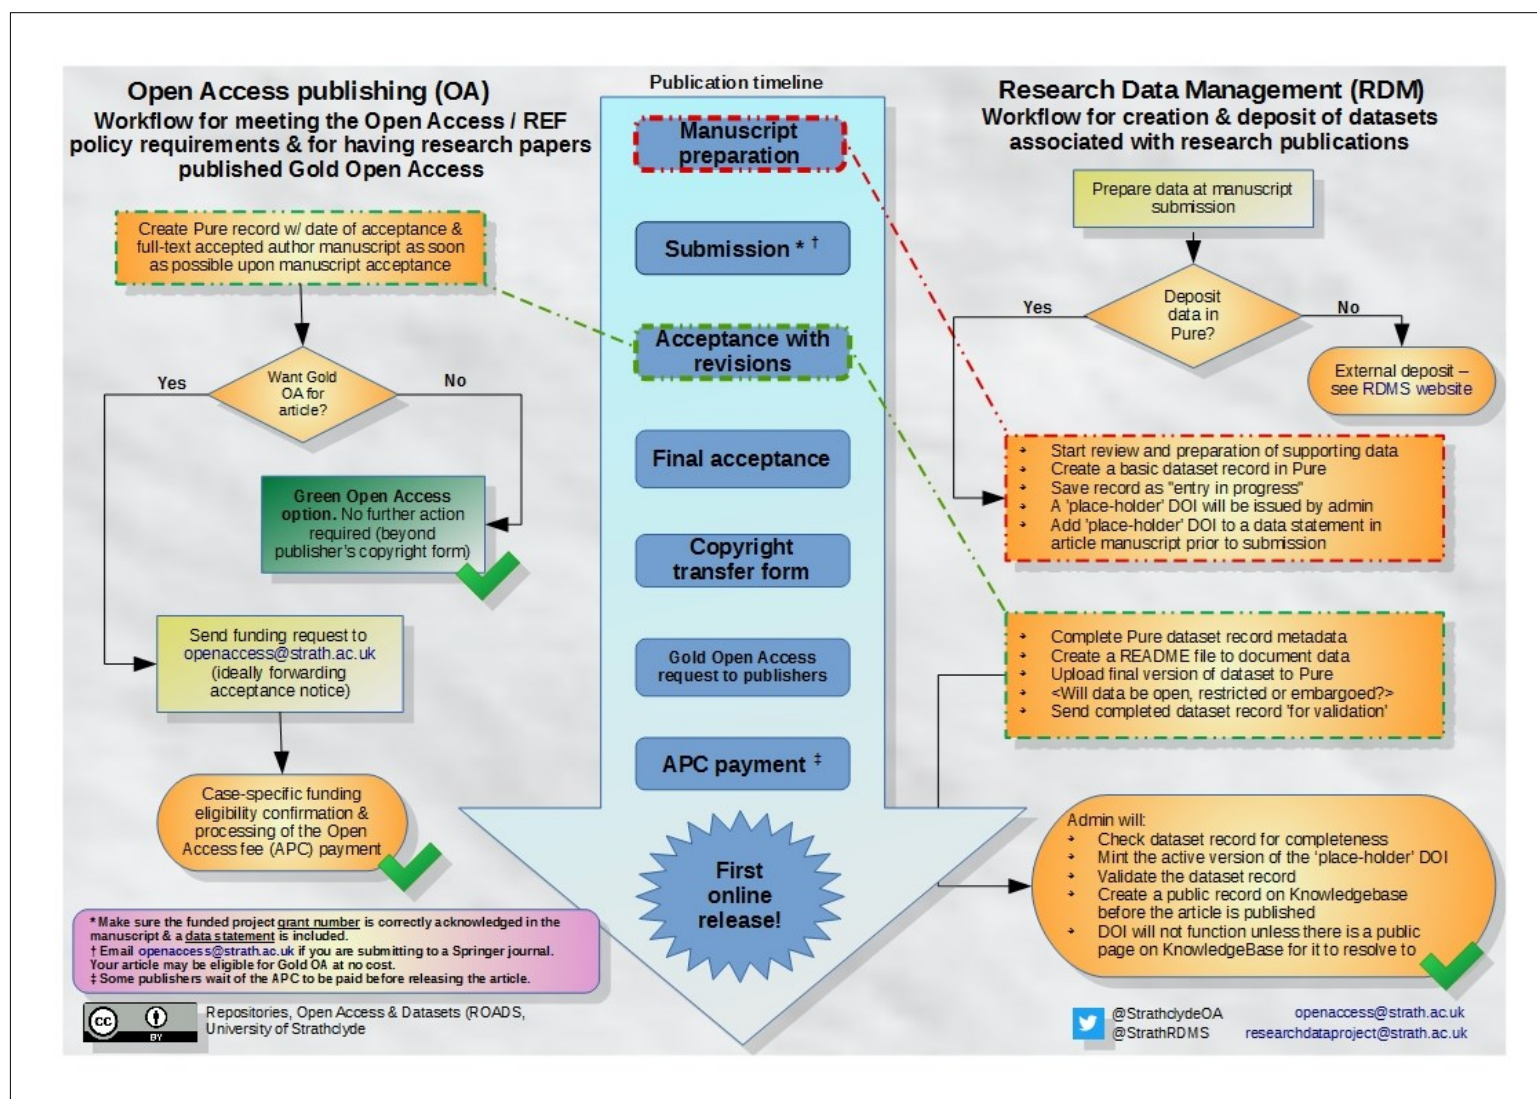 Open Access publishing (OA)
Workflow for meeting the Open Access / REF
policy requirements & for having research papers
published Gold Open Access
Create Pure record w/ date of acceptance &
full-text accepted author manuscript as soon
as possible upon manuscript acceptance
Want Gold
OA for
article?
Yes
No
Green Open Access
option. No further action
required (beyond
publisher's copyright form)
Send funding request to
openaccess@strath.ac.uk
(ideally forwarding
acceptance notice)
Case-specific funding
eligibility confirmation &
processing of the Open
Access fee (APC) payment
* Make sure the funded project grant number is correctly acknowledged in the
manuscript & a data statement is included.
† Email openaccess@strath.ac.uk if you are submitting to a Springer journal.
Your article may be eligible for Gold OA at no cost.
‡ Some publishers wait of the APC to be paid before releasing the article.
cc
BY
Repositories, Open Access & Datasets (ROADS,
University of Strathclyde
Publication timeline
Manuscript
preparation
Submission * †
Acceptance with
revisions
Final acceptance
Copyright
transfer form
Gold Open Access
request to publishers
APC payment ‡
First
online
release!
Research Data Management (RDM)
Workflow for creation & deposit of datasets
associated with research publications
Prepare data at manuscript
submission
Deposit
data in
Pure?
Yes
No
External deposit –
see RDMS website
Start review and preparation of supporting data
Create a basic dataset record in Pure
Save record as "entry in progress"
A 'place-holder' DOI will be issued by admin
Add 'place-holder' DOI to a data statement in
article manuscript prior to submission
Complete Pure dataset record metadata
Create a README file to document data
Upload final version of dataset to Pure
<Will data be open, restricted or embargoed?>
Send completed dataset record 'for validation'
Admin will:
Check dataset record for completeness
Mint the active version of the 'place-holder' DOI
Validate the dataset record
Create a public record on Knowledgebase
before the article is published
DOI will not function unless there is a public
page on KnowledgeBase for it to resolve to
@StrathclydeOA
@StrathRDMS
openaccess@strath.ac.uk
researchdataproject@strath.ac.uk